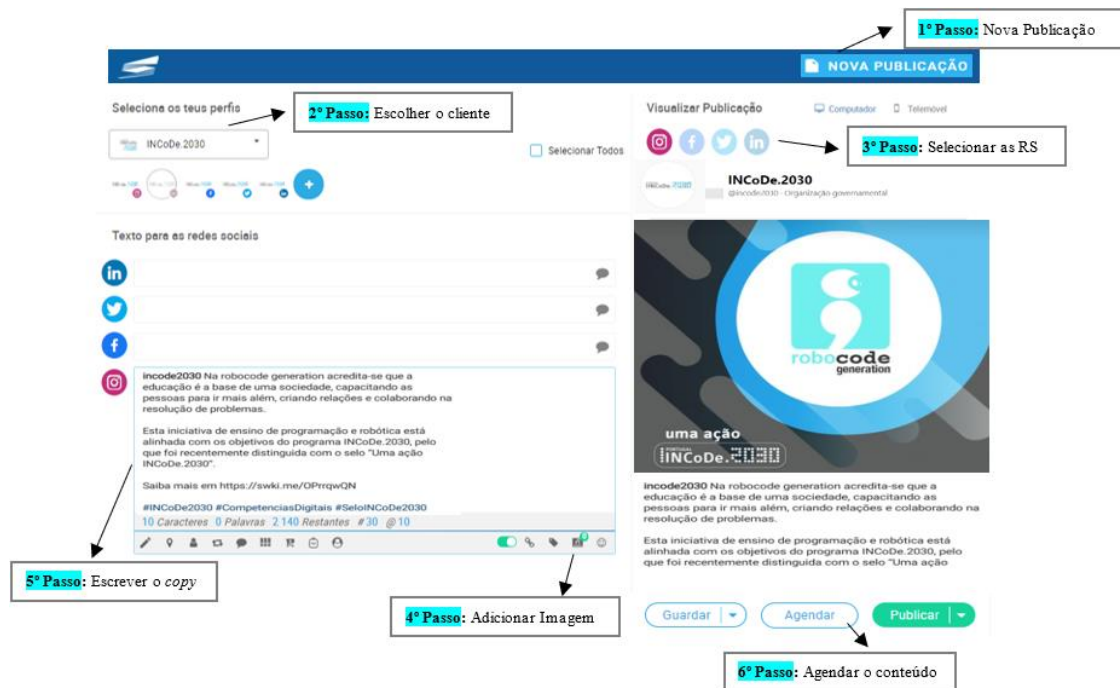 1º Passo: Nova Publicação
NOVA PUBLICAÇÃO
Seleciona os teus perfis
2º Passo: Escolher o cliente
INCoDe.2030
Selecionar Todos
Visualizar Publicação
Computador
Telemóvel
3º Passo: Selecionar as RS
INCoDe.2030
@incode2030 - Organização governamental
Texto para as redes sociais
incode2030 Na robocode generation acredita-se que a
educação é a base de uma sociedade, capacitando as
pessoas para ir mais além, criando relações e colaborando na
resolução de problemas.
Esta iniciativa de ensino de programação e robótica está
alinhada com os objetivos do programa INCoDe.2030, pelo
que foi recentemente distinguida com o selo "Uma ação
INCoDe.2030".
Saiba mais em https://swki.me/OPrrqwQN
#INCoDe2030 #CompetenciasDigitais #SeloINCoDe2030
10 Caracteres 0 Palavras 2 140 Restantes #30 @10
robocode
generation
uma ação
PORTUGAL
INCoDe.2030
incode2030 Na robocode generation acredita-se que a
educação é a base de uma sociedade, capacitando as
pessoas para ir mais além, criando relações e colaborando na
resolução de problemas.
Esta iniciativa de ensino de programação e robótica está
alinhada com os objetivos do programa INCoDe.2030, pelo
que foi recentemente distinguida com o selo "Uma ação
5º Passo: Escrever o copy
4º Passo: Adicionar Imagem
Guardar
Agendar
Publicar
6º Passo: Agendar o conteúdo